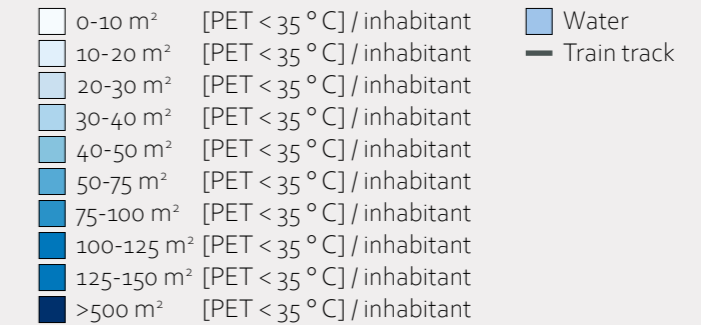 0-10 m² [PET < 35 ° C] / inhabitant
10-20 m² [PET < 35 ° C] / inhabitant
20-30 m² [PET < 35 ° C] / inhabitant
30-40 m² [PET < 35 ° C] / inhabitant
40-50 m² [PET < 35 ° C] / inhabitant
50-75 m² [PET < 35 ° C] / inhabitant
75-100 m² [PET < 35 ° C] / inhabitant
100-125 m² [PET < 35 ° C] / inhabitant
125-150 m² [PET < 35 ° C] / inhabitant
>500 m² [PET < 35 ° C] / inhabitant
Water
Train track